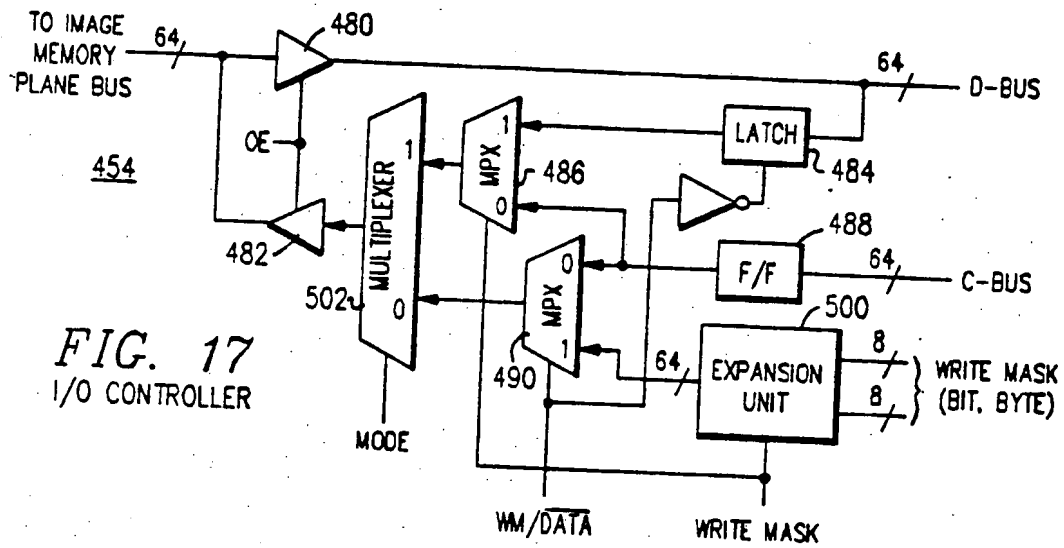 TO IMAGE
MEMORY
PLANE BUS
64
480
64
D-BUS
OE
454
482
MULTIPLEXER
1
0
502
MODE
MPX
1
0
486
LATCH
484
MPX
0
1
490
F/F
488
64
C-BUS
500
64
EXPANSION
UNIT
8
8
WRITE MASK
(BIT, BYTE)
WM/DATA
WRITE MASK
FIG. 17
I/O CONTROLLER